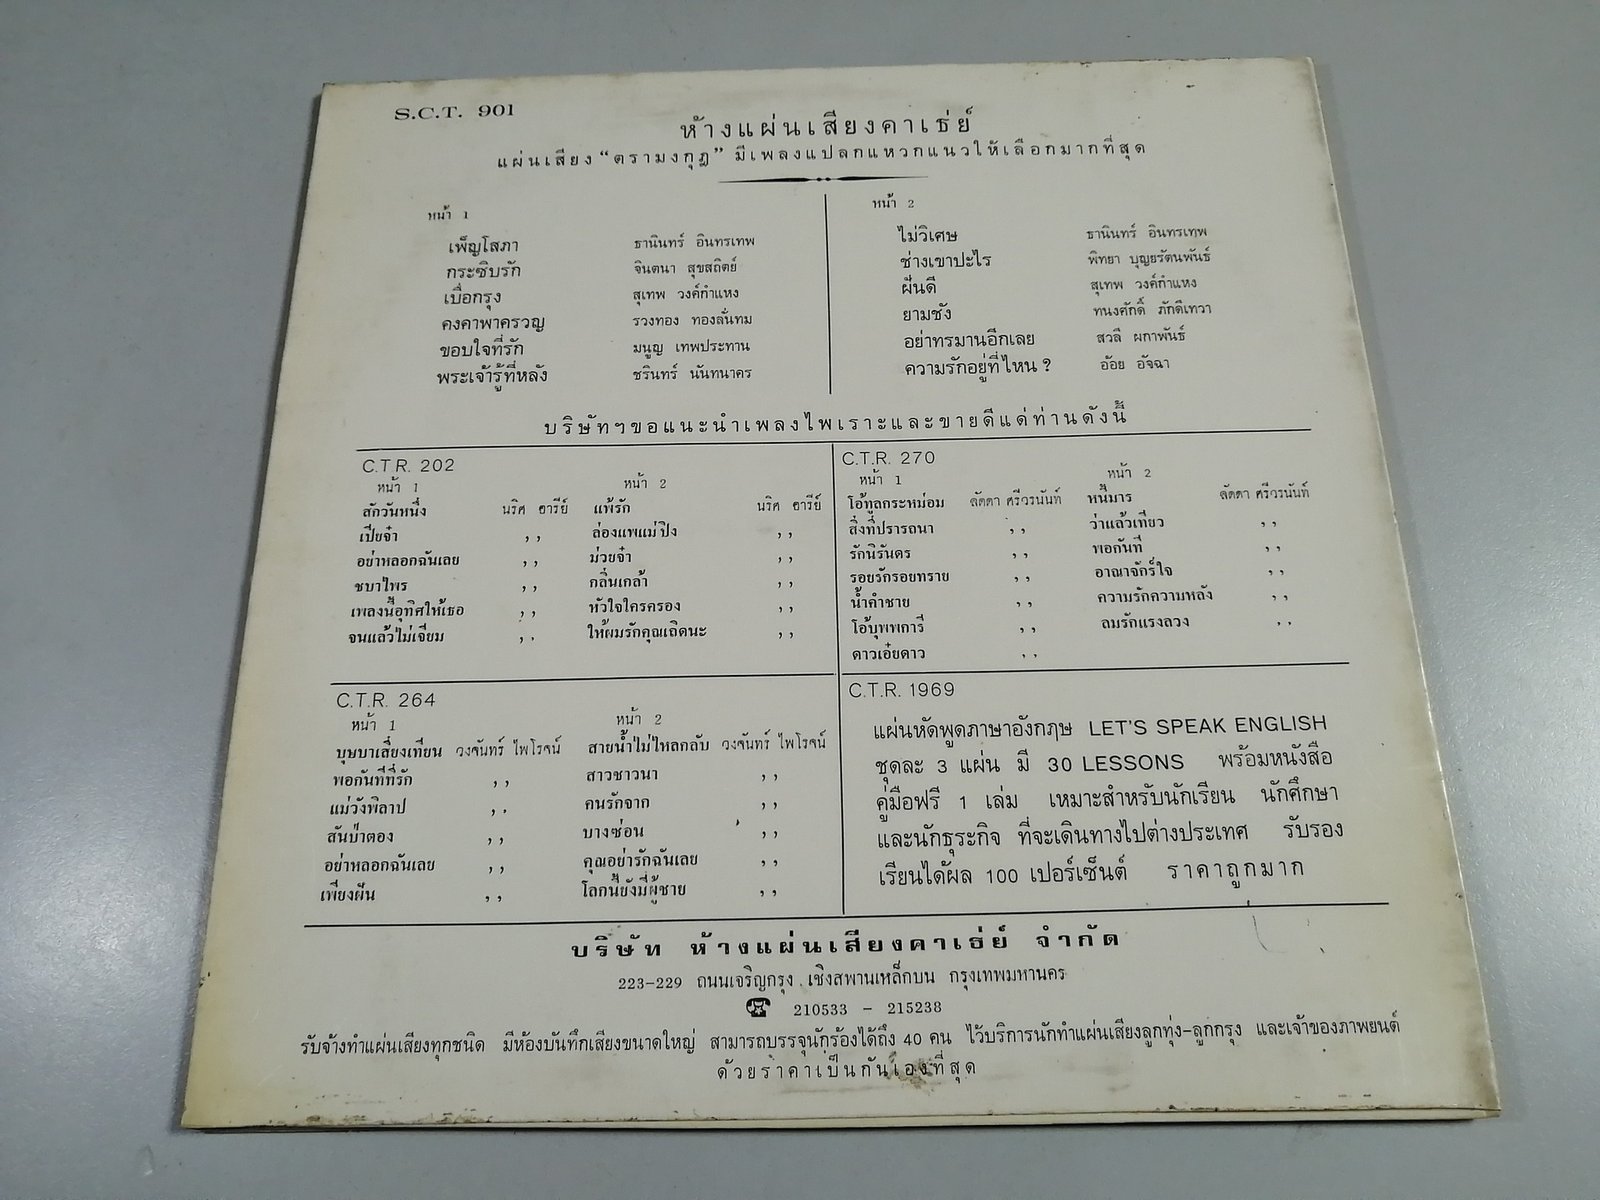 S.C.T. 901
ห้างแผ่นเสียงคาเธ่ย์
แผ่นเสียง "ตรามงกุฎ" มีเพลงแปลกแหวกแนวให้เลือกมากที่สุด
หน้า 1
เพ็ญโสภา ธานินทร์ อินทรเทพ
กระซิบรัก จินตนา สุขสถิตย์
เบื่อกรุง สุเทพ วงค์กำแหง
คงคาพาครวญ รวงทอง ทองลั่นทม
ขอบใจที่รัก มนูญ เทพประทาน
พระเจ้ารู้ที่หลัง ชรินทร์ นันทนาคร
หน้า 2
ไม่วิเศษ ธานินทร์ อินทรเทพ
ช่างเขาปะไร พิทยา บุญยรัตนพันธ์
ฝันดี สุเทพ วงค์กำแหง
ยามชัง ทนงศักดิ์ ภักดีเทวา
อย่าทรมานอีกเลย สวลี ผกาพันธ์
ความรักอยู่ที่ไหน ? อ้อย อัจฉา
บริษัทฯขอแนะนำเพลงไพเราะและขายดีแด่ท่านดังนี้
C.T.R. 202
หน้า 1
สักวันหนึ่ง นริศ อารีย์
เปียจ๋า ,,
อย่าหลอกฉันเลย ,,
ชบาไพร ,,
เพลงนี้อุทิศให้เธอ ,,
จนแล้วไม่เจียม ,,
หน้า 2
แพ้รัก นริศ อารีย์
ล่องแพแม่ปิง ,,
ม่วยจ๋า ,,
กลิ่นเกล้า ,,
หัวใจใครครอง ,,
ให้ผมรักคุณเถิดนะ ,,
C.T.R. 270
หน้า 1
โอ้ทูลกระหม่อม ลัดดา ศรีวรนันท์
สิ่งที่ปรารถนา ,,
รักนิรันดร ,,
รอยรักรอยทราย ,,
น้ำคำชาย ,,
โอ้บุพพการี ,,
ดาวเอ๋ยดาว ,,
หน้า 2
หนีมาร ลัดดา ศรีวรนันท์
ว่าแล้วเทียว ,,
พอกันที ,,
อาณาจักร์ใจ ,,
ความรักความหลัง ,,
ลมรักแรงลวง ,,
C.T.R. 264
หน้า 1
บุษบาเสี่ยงเทียน วงจันทร์ ไพโรจน์
พอกันทีที่รัก ,,
แม่วังพิลาป ,,
สันป่าตอง ,,
อย่าหลอกฉันเลย ,,
เพียงฝัน ,,
หน้า 2
สายน้ำไม่ไหลกลับ วงจันทร์ ไพโรจน์
สาวชาวนา ,,
คนรักจาก ,,
บางซ่อน ,,
คุณอย่ารักฉันเลย ,,
โลกนี้ยังมีผู้ชาย ,,
C.T.R. 1969
แผ่นหัดพูดภาษาอังกฤษ LET'S SPEAK ENGLISH
ชุดละ 3 แผ่น มี 30 LESSONS พร้อมหนังสือ
คู่มือฟรี 1 เล่ม เหมาะสำหรับนักเรียน นักศึกษา
และนักธุระกิจ ที่จะเดินทางไปต่างประเทศ รับรอง
เรียนได้ผล 100 เปอร์เซ็นต์ ราคาถูกมาก
บริษัท ห้างแผ่นเสียงคาเธ่ย์ จำกัด
223-229 ถนนเจริญกรุง เชิงสพานเหล็กบน กรุงเทพมหานคร
☎ 210533 - 215238
รับจ้างทำแผ่นเสียงทุกชนิด มีห้องบันทึกเสียงขนาดใหญ่ สามารถบรรจุนักร้องได้ถึง 40 คน ไว้บริการนักทำแผ่นเสียงลูกทุ่ง-ลูกกรุง และเจ้าของภาพยนต์
ด้วยราคาเป็นกันเองที่สุด